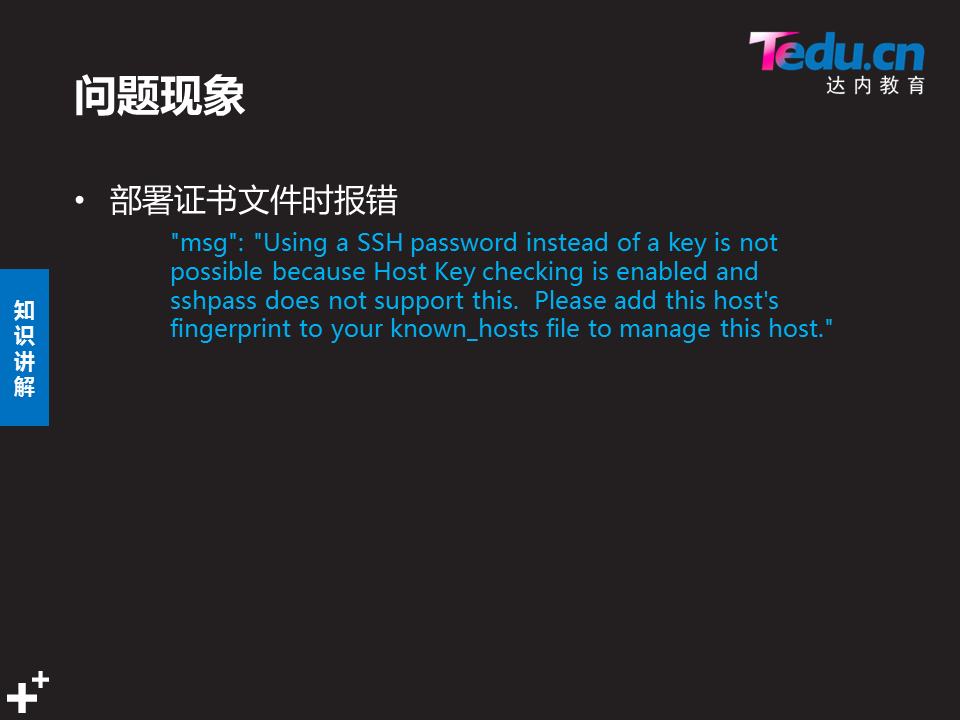 Tedu.cn
达内教育
问题现象
• 部署证书文件时报错
"msg": "Using a SSH password instead of a key is not
possible because Host Key checking is enabled and
sshpass does not support this.  Please add this host's
fingerprint to your known_hosts file to manage this host."
知
识
讲
解